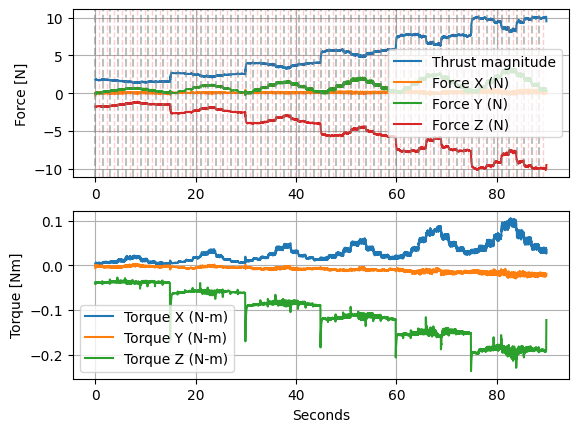 10
5
0
−5
−10
Force [N]
Thrust magnitude
Force X (N)
Force Y (N)
Force Z (N)
0
20
40
60
80
0.1
0.0
−0.1
−0.2
Torque [Nm]
Torque X (N-m)
Torque Y (N-m)
Torque Z (N-m)
0
20
40
60
80
Seconds